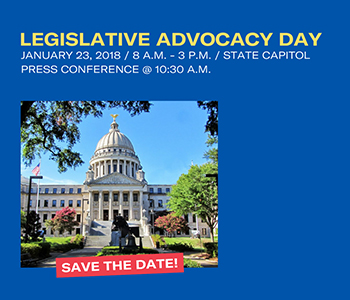 LEGISLATIVE ADVOCACY DAY
JANUARY 23, 2018 / 8 A.M. - 3 P.M. / STATE CAPITOL
PRESS CONFERENCE @ 10:30 A.M.
SAVE THE DATE!